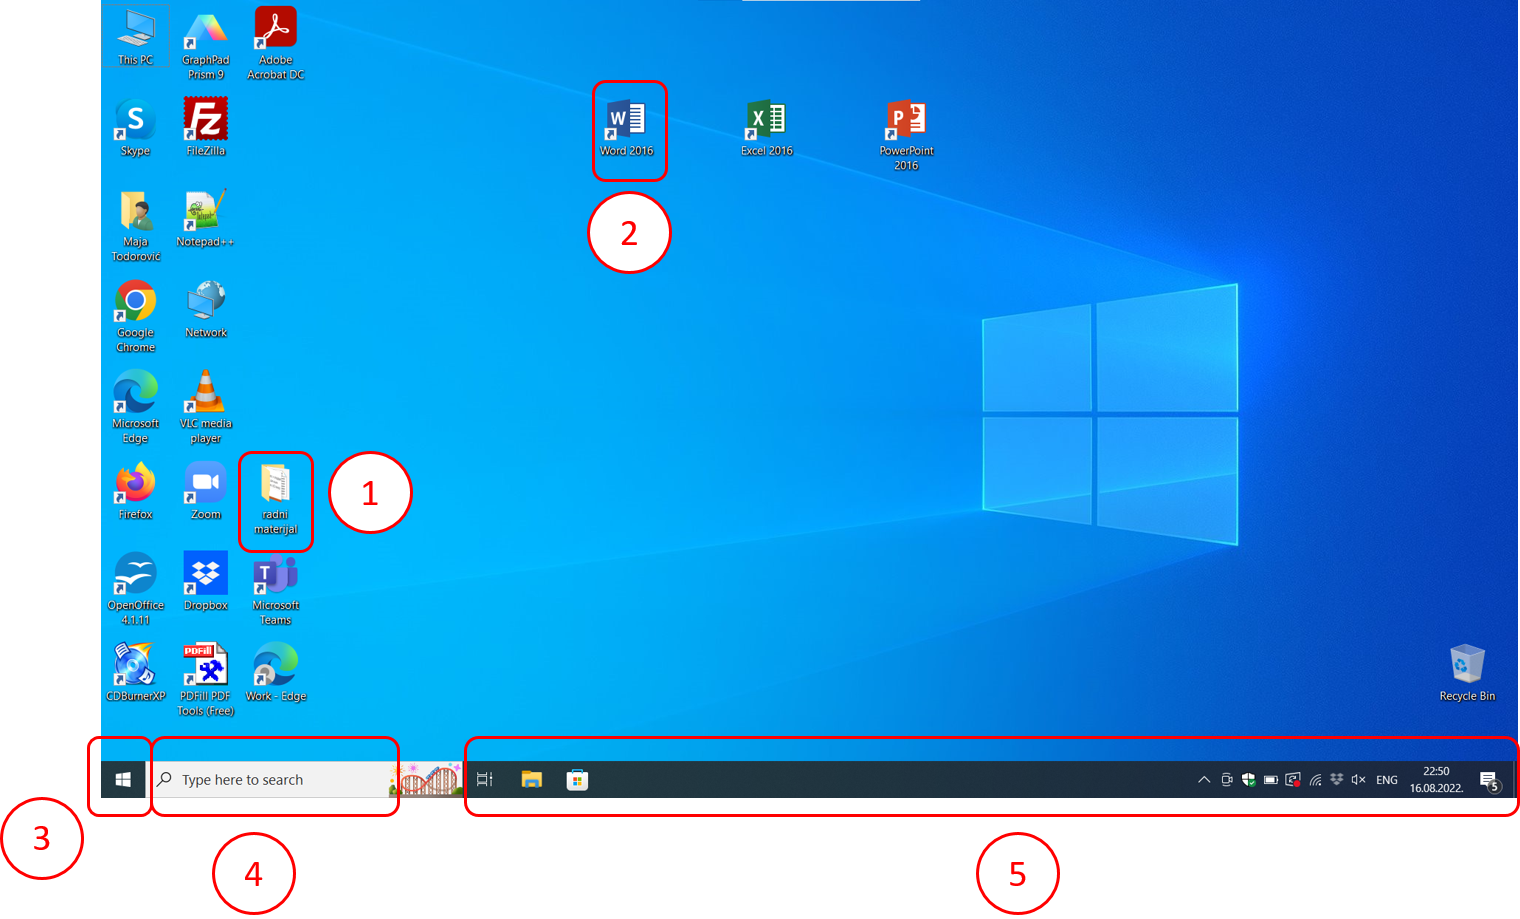 This PC
GraphPad
Prism 9
Adobe
Acrobat DC
Skype
FileZilla
Word 2016
Excel 2016
PowerPoint
2016
2
Maja
Todorović
Notepad++
Google
Chrome
Network
Microsoft
Edge
VLC media
player
Firefox
Zoom
radni
materijal
1
OpenOffice
4.1.11
Dropbox
Microsoft
Teams
CDBurnerXP
PDFill
PDFill PDF
Tools (Free)
Work - Edge
Recycle Bin
Type here to search
ENG
22:50
16.08.2022.
5
3
4
5